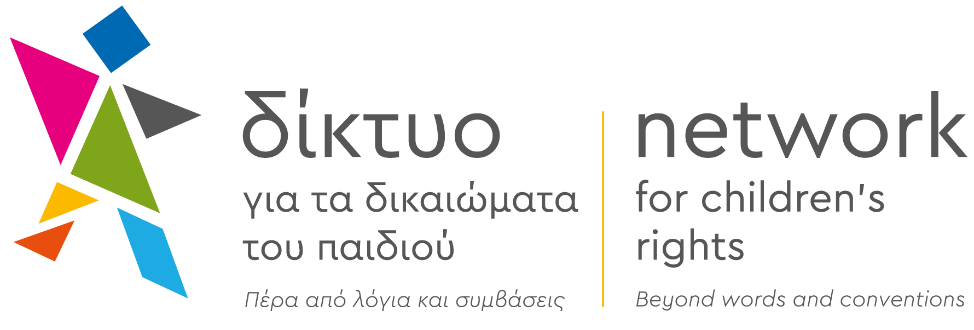 δίκτυο
για τα δικαιώματα
του παιδιού
Πέρα από λόγια και συμβάσεις
network
for children's
rights
Beyond words and conventions